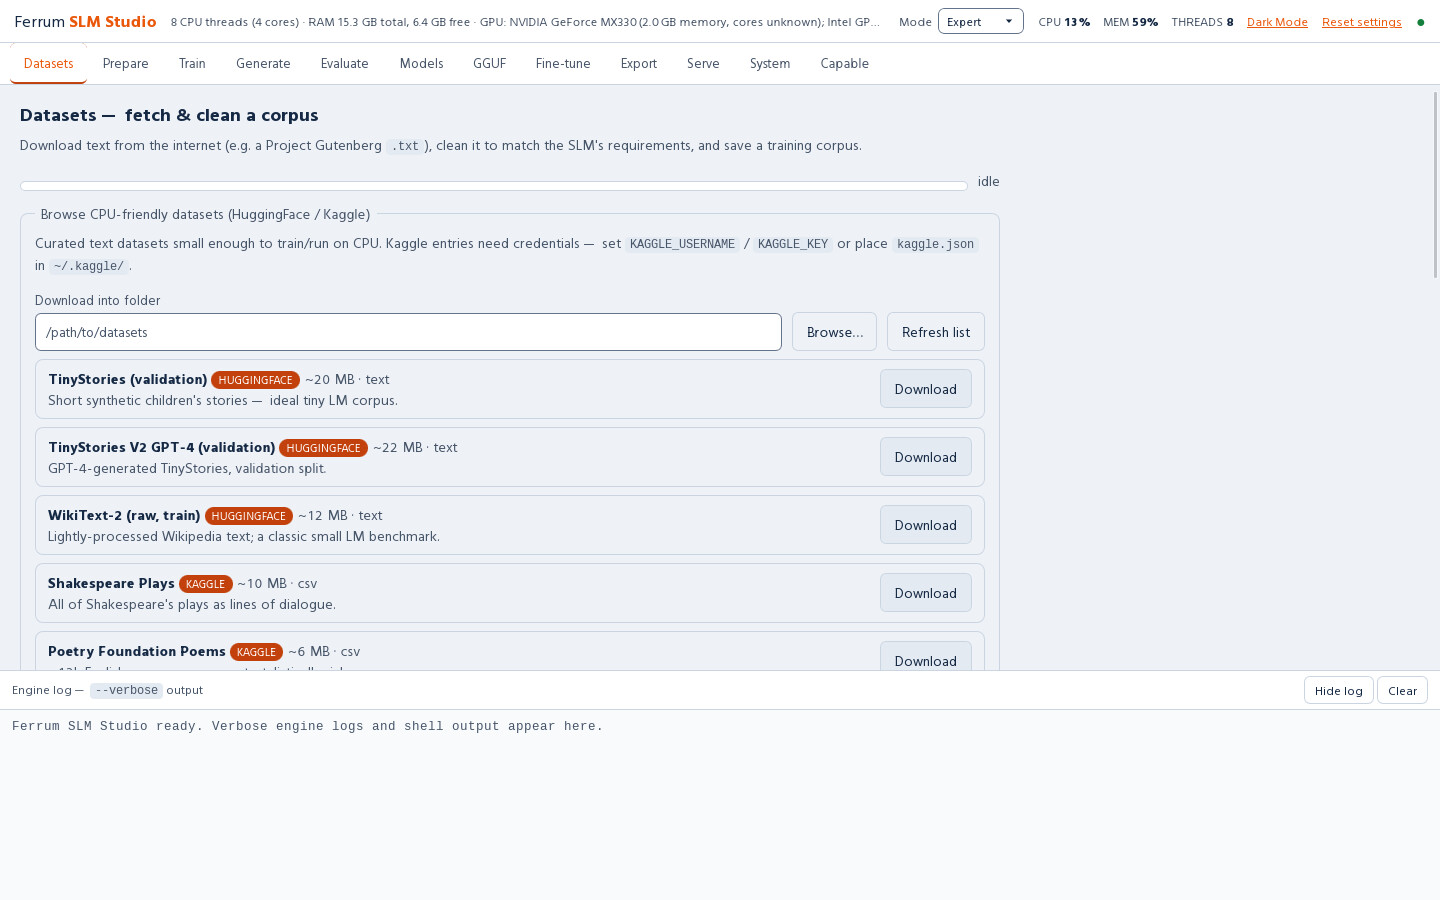 Ferrum SLM Studio
8 CPU threads (4 cores) · RAM 15.3 GB total, 6.4 GB free · GPU: NVIDIA GeForce MX330 (2.0 GB memory, cores unknown); Intel GP...
Mode Expert
CPU 13% MEM 59% THREADS 8 Dark Mode Reset settings
Datasets Prepare Train Generate Evaluate Models GGUF Fine-tune Export Serve System Capable
Datasets — fetch & clean a corpus
Download text from the internet (e.g. a Project Gutenberg .txt ), clean it to match the SLM's requirements, and save a training corpus.
idle
Browse CPU-friendly datasets (HuggingFace / Kaggle)
Curated text datasets small enough to train/run on CPU. Kaggle entries need credentials — set KAGGLE_USERNAME / KAGGLE_KEY or place kaggle.json
in ~/.kaggle/ .
Download into folder
/path/to/datasets
Browse...
Refresh list
TinyStories (validation) HUGGINGFACE ~20 MB · text
Short synthetic children's stories — ideal tiny LM corpus.
Download
TinyStories V2 GPT-4 (validation) HUGGINGFACE ~22 MB · text
GPT-4-generated TinyStories, validation split.
Download
WikiText-2 (raw, train) HUGGINGFACE ~12 MB · text
Lightly-processed Wikipedia text; a classic small LM benchmark.
Download
Shakespeare Plays KAGGLE ~10 MB · csv
All of Shakespeare's plays as lines of dialogue.
Download
Poetry Foundation Poems KAGGLE ~6 MB · csv
Download
Engine log — --verbose output
Hide log
Clear
Ferrum SLM Studio ready. Verbose engine logs and shell output appear here.